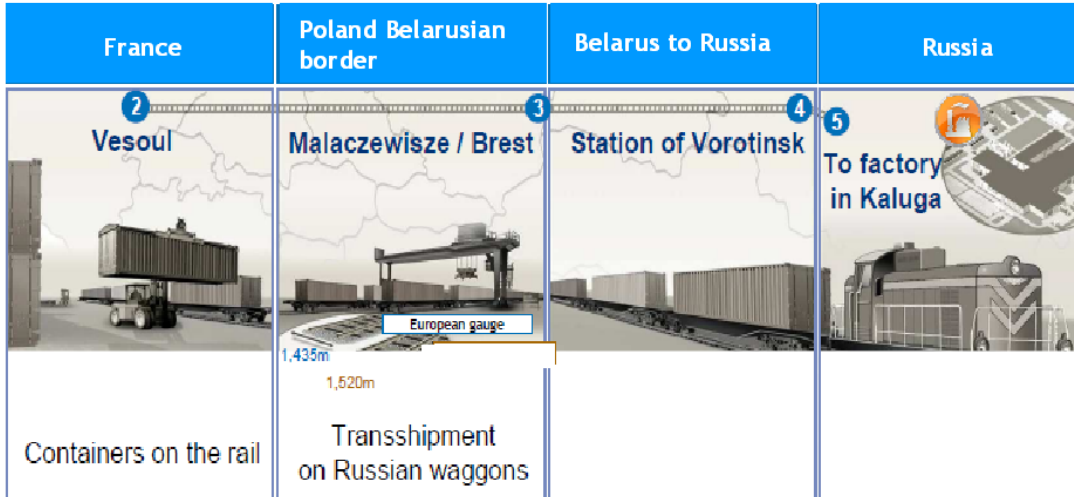 France
Poland Belarusian
border
Belarus to Russia
Russia
2
Vesoul
3
Malaczewisze / Brest
4
Station of Vorotinsk
5
To factory
in Kaluga
European gauge
1,435m
1,520m
Containers on the rail
Transshipment
on Russian waggons